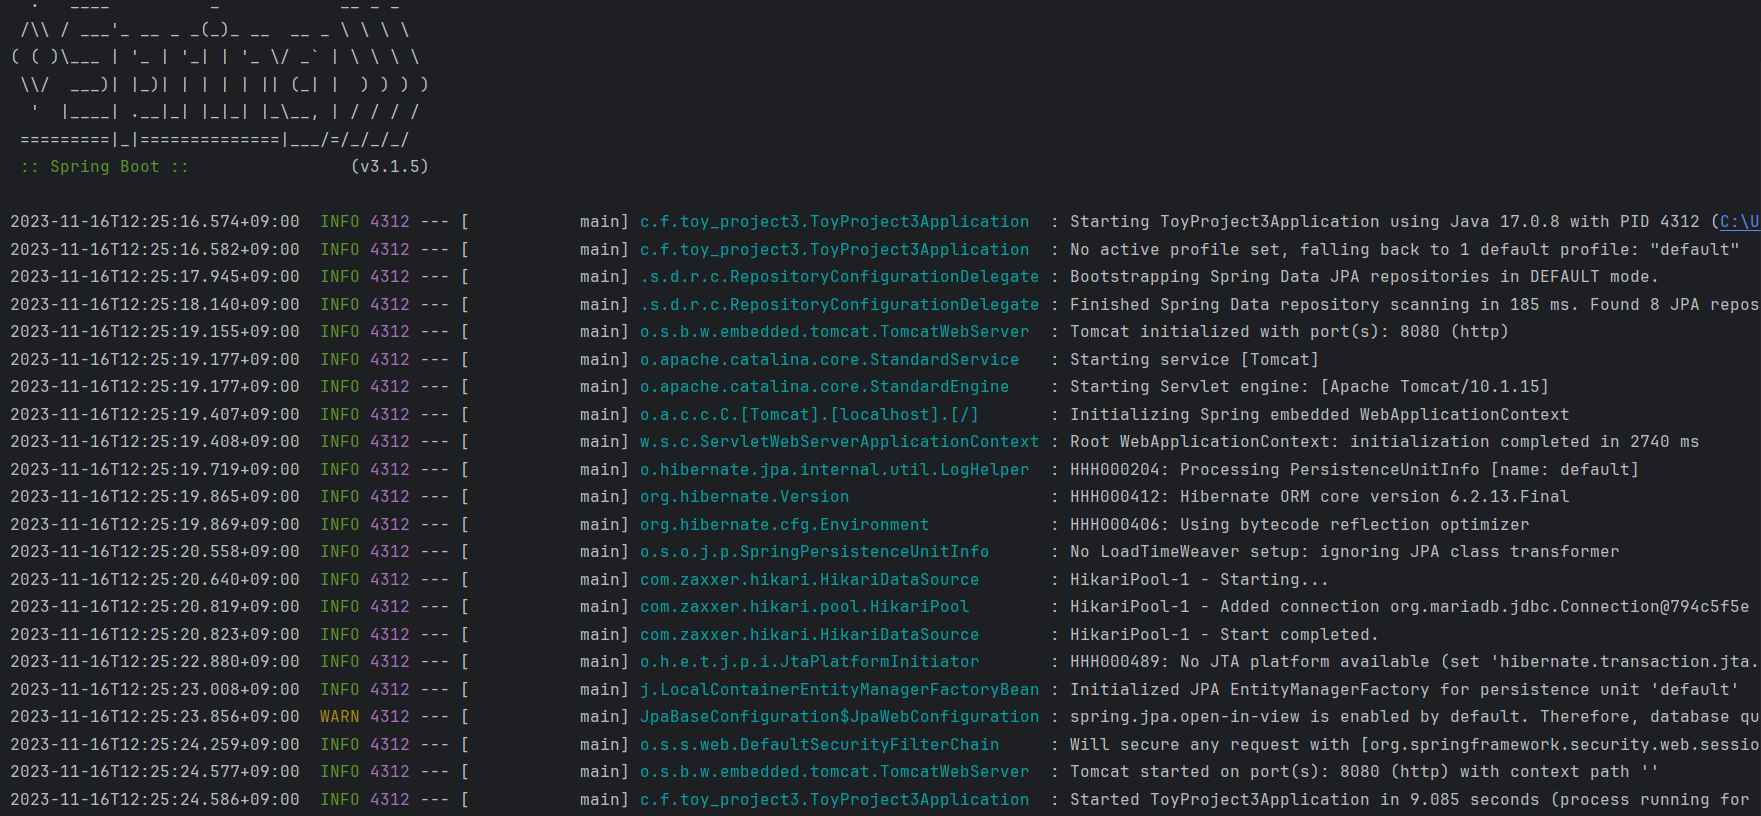 .   ____          _            __ _ _
 /\\ / ___'_ __ _ _(_)_ __  __ _ \ \ \ \
( ( )\___ | '_ | '_| | '_ \/ _` | \ \ \ \
 \\/  ___)| |_)| | | | | || (_| |  ) ) ) )
  '  |____| .__|_| |_|_| |_\__, | / / / /
 =========|_|==============|___/=/_/_/_/
 :: Spring Boot ::                (v3.1.5)
2023-11-16T12:25:16.574+09:00  INFO 4312 --- [           main] c.f.toy_project3.ToyProject3Application  : Starting ToyProject3Application using Java 17.0.8 with PID 4312 (C:\U
2023-11-16T12:25:16.582+09:00  INFO 4312 --- [           main] c.f.toy_project3.ToyProject3Application  : No active profile set, falling back to 1 default profile: "default"
2023-11-16T12:25:17.945+09:00  INFO 4312 --- [           main] .s.d.r.c.RepositoryConfigurationDelegate : Bootstrapping Spring Data JPA repositories in DEFAULT mode.
2023-11-16T12:25:18.140+09:00  INFO 4312 --- [           main] .s.d.r.c.RepositoryConfigurationDelegate : Finished Spring Data repository scanning in 185 ms. Found 8 JPA repos
2023-11-16T12:25:19.155+09:00  INFO 4312 --- [           main] o.s.b.w.embedded.tomcat.TomcatWebServer  : Tomcat initialized with port(s): 8080 (http)
2023-11-16T12:25:19.177+09:00  INFO 4312 --- [           main] o.apache.catalina.core.StandardService   : Starting service [Tomcat]
2023-11-16T12:25:19.177+09:00  INFO 4312 --- [           main] o.apache.catalina.core.StandardEngine    : Starting Servlet engine: [Apache Tomcat/10.1.15]
2023-11-16T12:25:19.407+09:00  INFO 4312 --- [           main] o.a.c.c.C.[Tomcat].[localhost].[/]       : Initializing Spring embedded WebApplicationContext
2023-11-16T12:25:19.408+09:00  INFO 4312 --- [           main] w.s.c.ServletWebServerApplicationContext : Root WebApplicationContext: initialization completed in 2740 ms
2023-11-16T12:25:19.719+09:00  INFO 4312 --- [           main] o.hibernate.jpa.internal.util.LogHelper  : HHH000204: Processing PersistenceUnitInfo [name: default]
2023-11-16T12:25:19.865+09:00  INFO 4312 --- [           main] org.hibernate.Version                    : HHH000412: Hibernate ORM core version 6.2.13.Final
2023-11-16T12:25:19.869+09:00  INFO 4312 --- [           main] org.hibernate.cfg.Environment            : HHH000406: Using bytecode reflection optimizer
2023-11-16T12:25:20.558+09:00  INFO 4312 --- [           main] o.s.o.j.p.SpringPersistenceUnitInfo      : No LoadTimeWeaver setup: ignoring JPA class transformer
2023-11-16T12:25:20.640+09:00  INFO 4312 --- [           main] com.zaxxer.hikari.HikariDataSource       : HikariPool-1 - Starting...
2023-11-16T12:25:20.819+09:00  INFO 4312 --- [           main] com.zaxxer.hikari.pool.HikariPool        : HikariPool-1 - Added connection org.mariadb.jdbc.Connection@794c5f5e
2023-11-16T12:25:20.823+09:00  INFO 4312 --- [           main] com.zaxxer.hikari.HikariDataSource       : HikariPool-1 - Start completed.
2023-11-16T12:25:22.880+09:00  INFO 4312 --- [           main] o.h.e.t.j.p.i.JtaPlatformInitiator       : HHH000489: No JTA platform available (set 'hibernate.transaction.jta.
2023-11-16T12:25:23.008+09:00  INFO 4312 --- [           main] j.LocalContainerEntityManagerFactoryBean : Initialized JPA EntityManagerFactory for persistence unit 'default'
2023-11-16T12:25:23.856+09:00  WARN 4312 --- [           main] JpaBaseConfiguration$JpaWebConfiguration : spring.jpa.open-in-view is enabled by default. Therefore, database qu
2023-11-16T12:25:24.259+09:00  INFO 4312 --- [           main] o.s.s.web.DefaultSecurityFilterChain     : Will secure any request with [org.springframework.security.web.sessio
2023-11-16T12:25:24.577+09:00  INFO 4312 --- [           main] o.s.b.w.embedded.tomcat.TomcatWebServer  : Tomcat started on port(s): 8080 (http) with context path ''
2023-11-16T12:25:24.586+09:00  INFO 4312 --- [           main] c.f.toy_project3.ToyProject3Application  : Started ToyProject3Application in 9.085 seconds (process running for